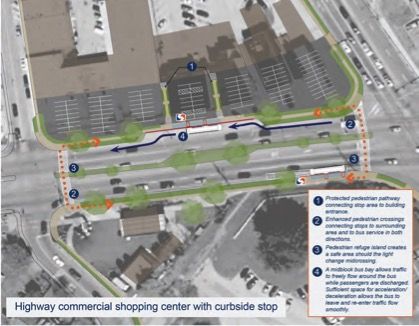 1
2
4
3
3
2
1 Protected pedestrian pathway
connecting stop area to building
entrance.
2 Enhanced pedestrian crossings
connecting stops to surrounding
area and to bus service in both
directions.
3 Pedestrian refuge island creates
a safe area should the light
change midcrossing.
4 A midblock bus bay allows traffic
to freely flow around the bus
while passengers are discharged.
Sufficient space for acceleration/
deceleration allows the bus to
leave and re-enter traffic flow
smoothly.
Highway commercial shopping center with curbside stop